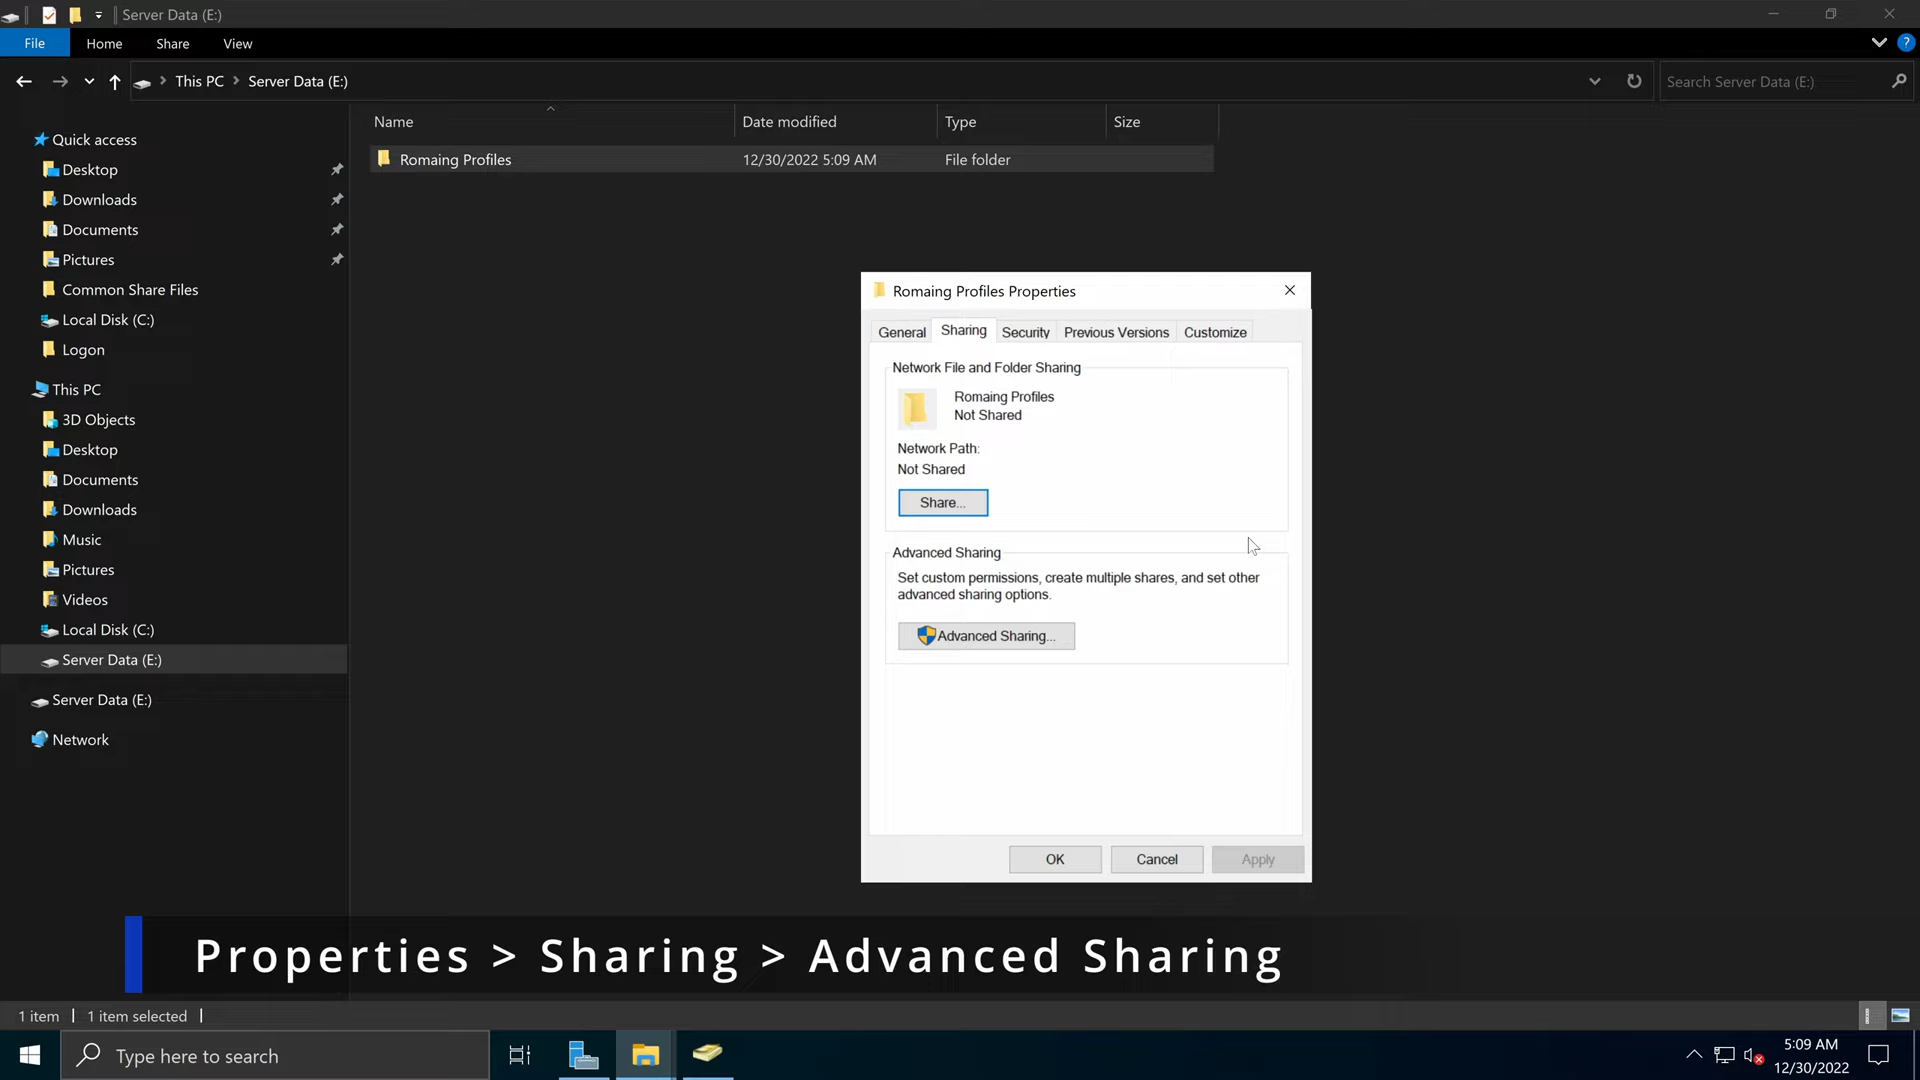 Server Data (E:)
File
Home
Share
View
?
This PC
Server Data (E:)
Search Server Data (E:)
Name
Date modified
Type
Size
Romaing Profiles
12/30/2022 5:09 AM
File folder
Quick access
Desktop
Downloads
Documents
Pictures
Common Share Files
Local Disk (C:)
Logon
This PC
3D Objects
Desktop
Documents
Downloads
Music
Pictures
Videos
Local Disk (C:)
Server Data (E:)
Server Data (E:)
Network
Romaing Profiles Properties
General
Sharing
Security
Previous Versions
Customize
Network File and Folder Sharing
Romaing Profiles
Not Shared
Network Path:
Not Shared
Share...
Advanced Sharing
Set custom permissions, create multiple shares, and set other
advanced sharing options.
Advanced Sharing...
OK
Cancel
Apply
Properties > Sharing > Advanced Sharing
1 item
1 item selected
Type here to search
5:09 AM
12/30/2022